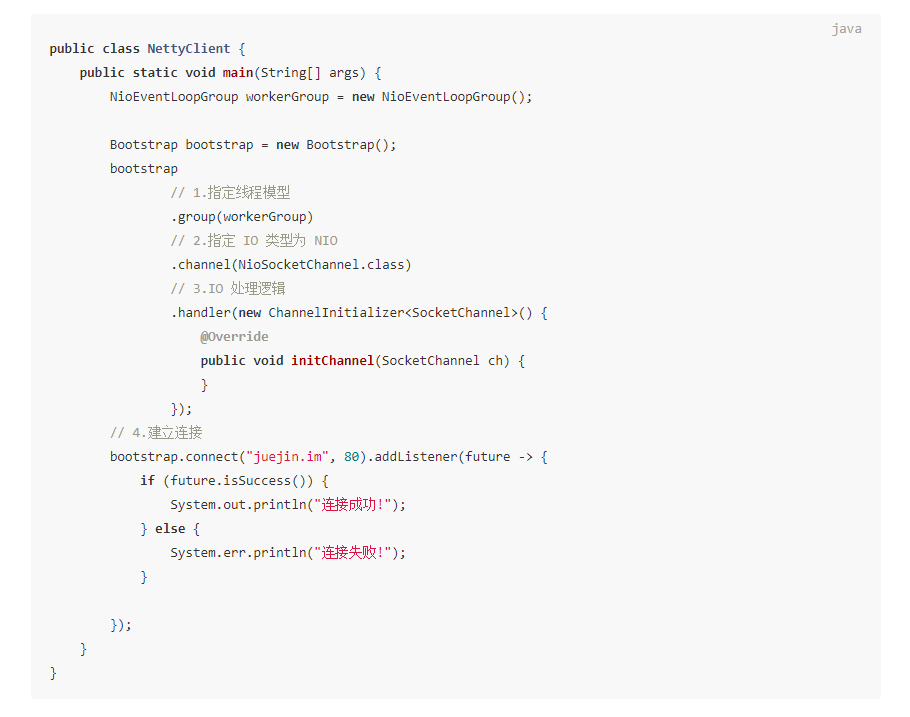 java
public class NettyClient {
    public static void main(String[] args) {
        NioEventLoopGroup workerGroup = new NioEventLoopGroup();
        Bootstrap bootstrap = new Bootstrap();
        bootstrap
                // 1.指定线程模型
                .group(workerGroup)
                // 2.指定 IO 类型为 NIO
                .channel(NioSocketChannel.class)
                // 3.IO 处理逻辑
                .handler(new ChannelInitializer<SocketChannel>() {
                    @Override
                    public void initChannel(SocketChannel ch) {
                    }
                });
        // 4.建立连接
        bootstrap.connect("juejin.im", 80).addListener(future -> {
            if (future.isSuccess()) {
                System.out.println("连接成功!");
            } else {
                System.err.println("连接失败!");
            }
        });
    }
}